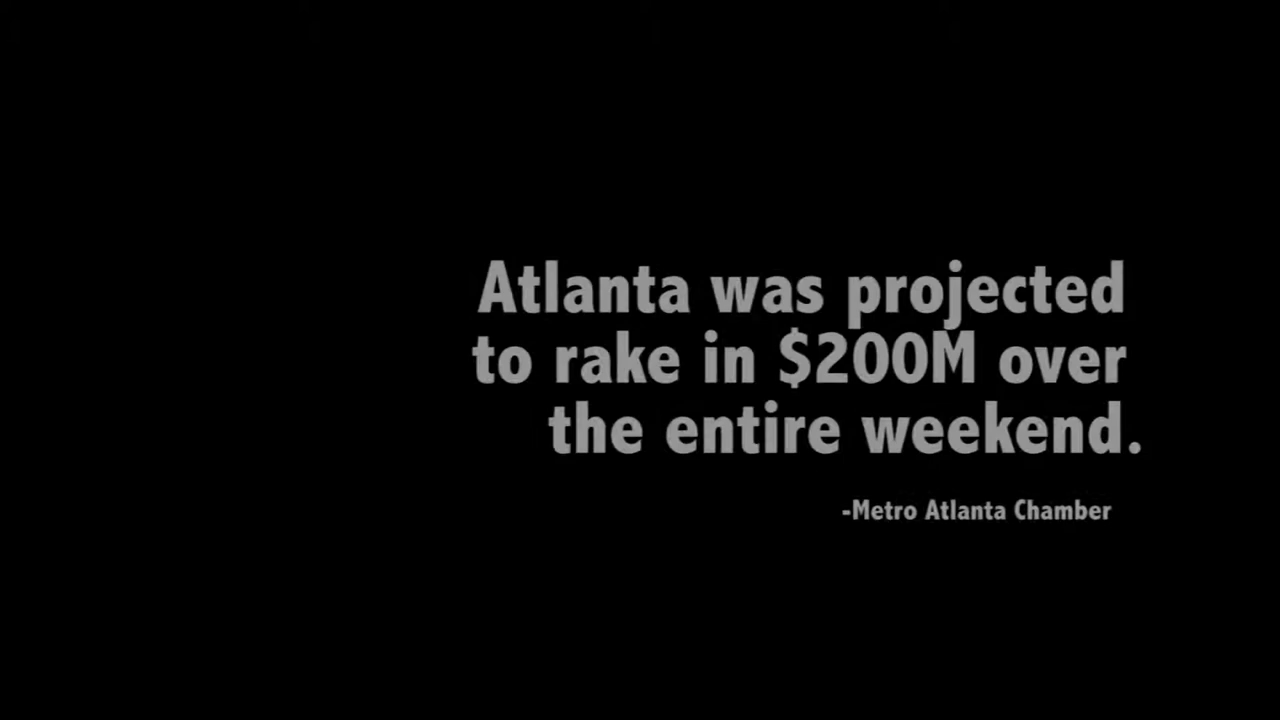 Atlanta was projected
to rake in $200M over
the entire weekend.
-Metro Atlanta Chamber